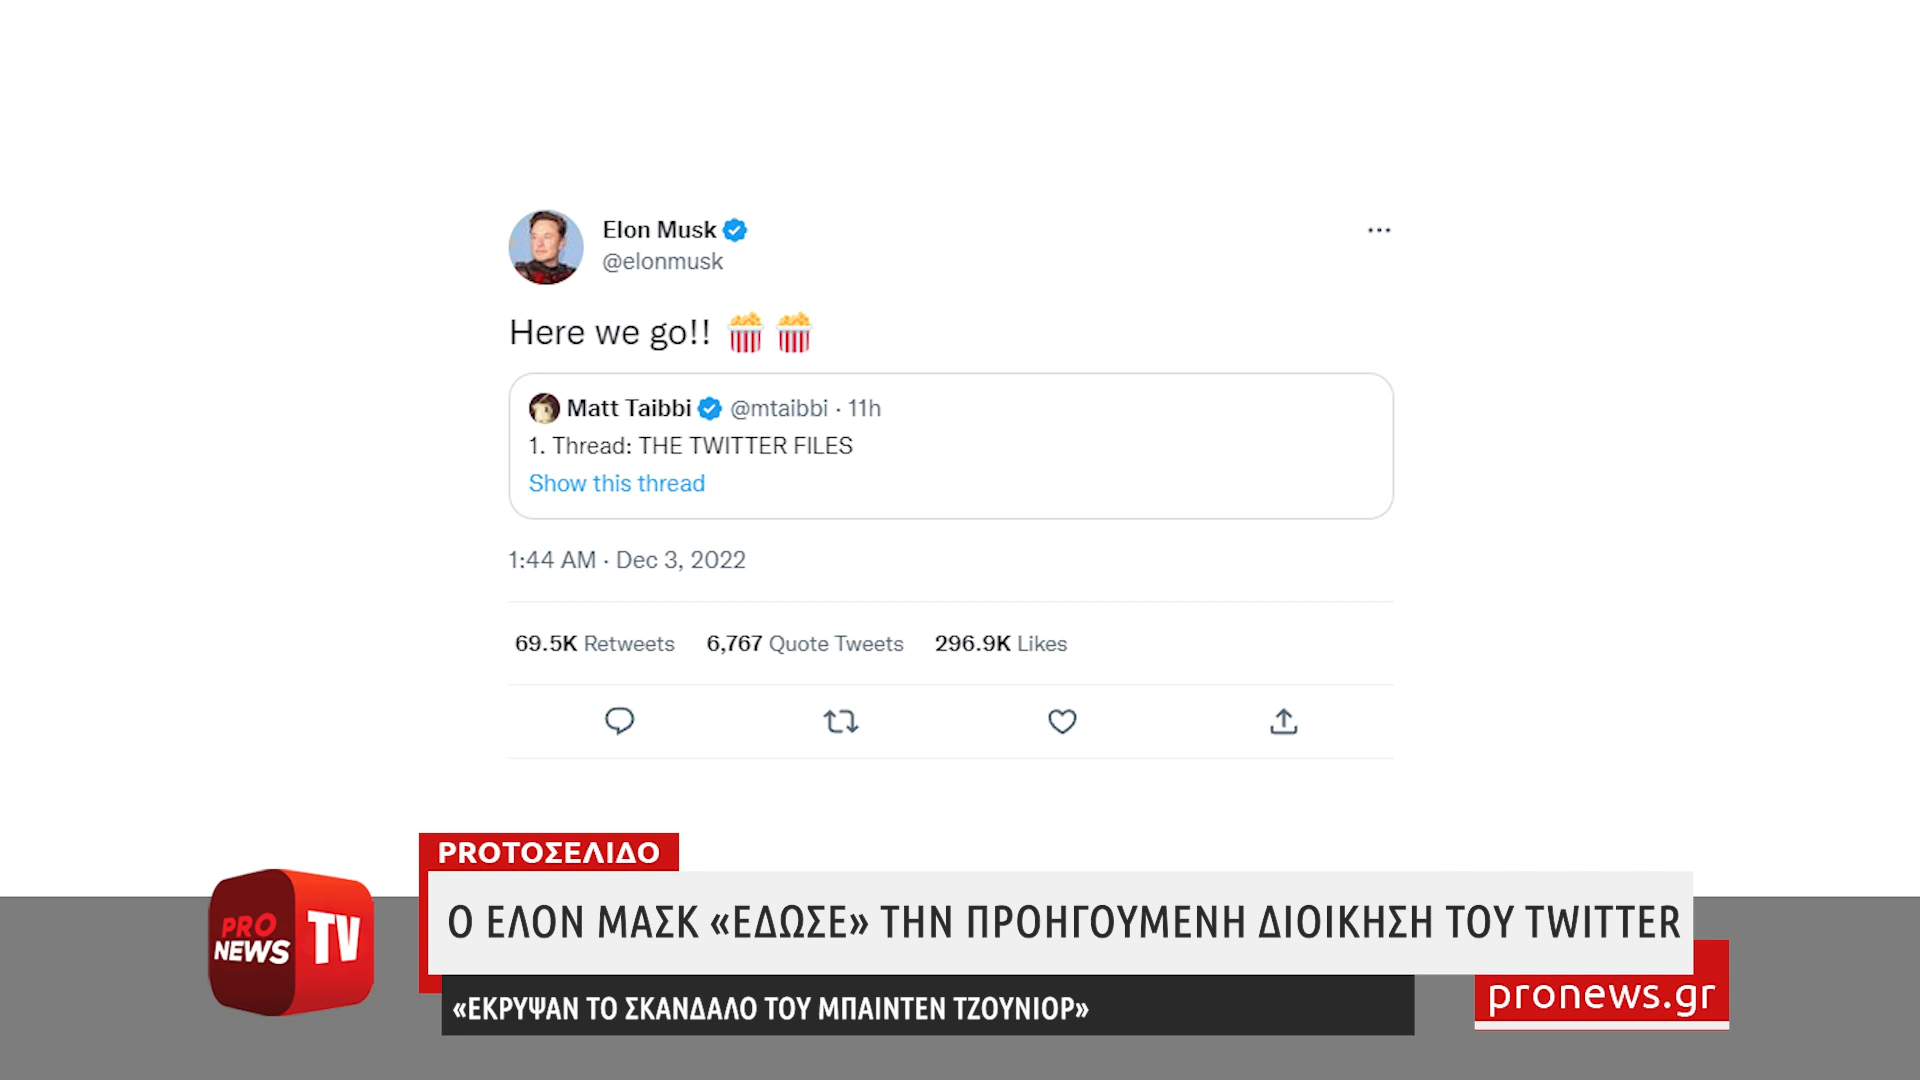 Elon Musk
@elonmusk
Here we go!!
Matt Taibbi @mtaibbi · 11h
1. Thread: THE TWITTER FILES
Show this thread
1:44 AM · Dec 3, 2022
69.5K Retweets 6,767 Quote Tweets 296.9K Likes
PROΤΟΣΕΛΙΔΟ
Ο ΕΛΟΝ ΜΑΣΚ «ΕΔΩΣΕ» ΤΗΝ ΠΡΟΗΓΟΥΜΕΝΗ ΔΙΟΙΚΗΣΗ ΤΟΥ TWITTER
«ΕΚΡΥΨΑΝ ΤΟ ΣΚΑΝΔΑΛΟ ΤΟΥ ΜΠΑΙΝΤΕΝ ΤΖΟΥΝΙΟΡ»
PRO
NEWS TV
pronews.gr